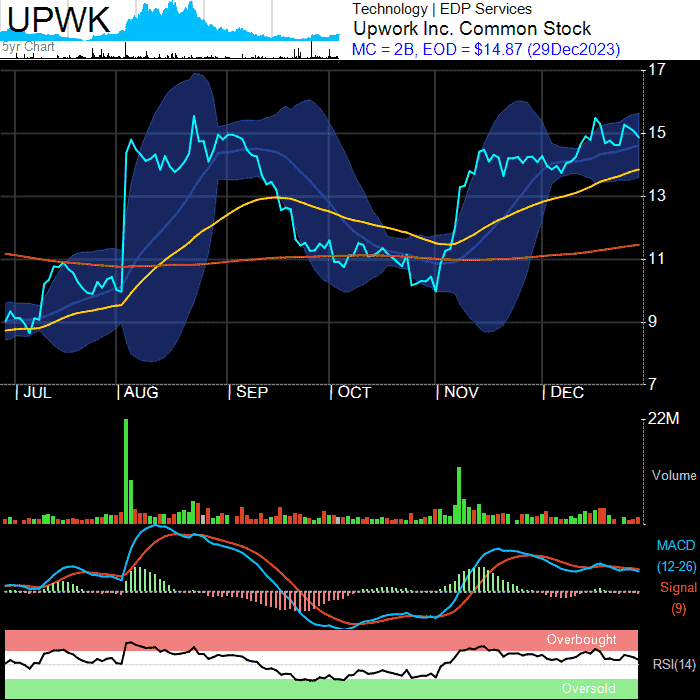 UPWK
5yr Chart
Technology | EDP Services
Upwork Inc. Common Stock
MC = 2B, EOD = $14.87 (29Dec2023)
17
15
13
11
9
7
| JUL | AUG | SEP | OCT | NOV | DEC
22M
Volume
MACD
(12-26)
Signal
(9)
Overbought
RSI(14)
Oversold